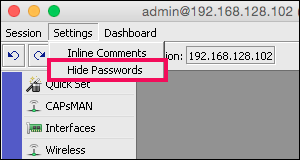 admin@192.168.128.102
Session Settings Dashboard
Inline Comments
ion: 192.168.128.102
Hide Passwords
Quick Set
CAPsMAN
Interfaces
Wireless